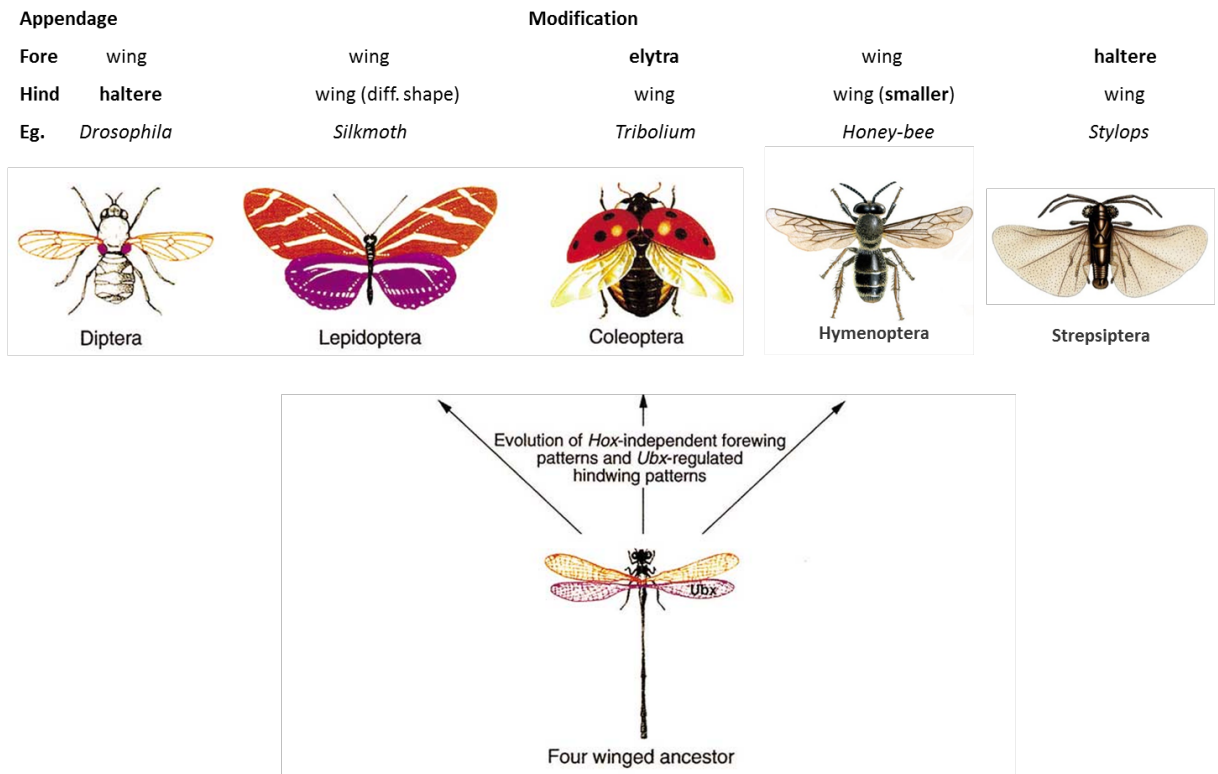 Appendage Modification
Fore wing wing elytra wing haltere
Hind haltere wing (diff. shape) wing wing (smaller) wing
Eg. Drosophila Silkmoth Tribolium Honey-bee Stylops
Diptera Lepidoptera Coleoptera Hymenoptera Strepsiptera
Evolution of Hox-independent forewing
patterns and Ubx-regulated
hindwing patterns
Ubx
Four winged ancestor